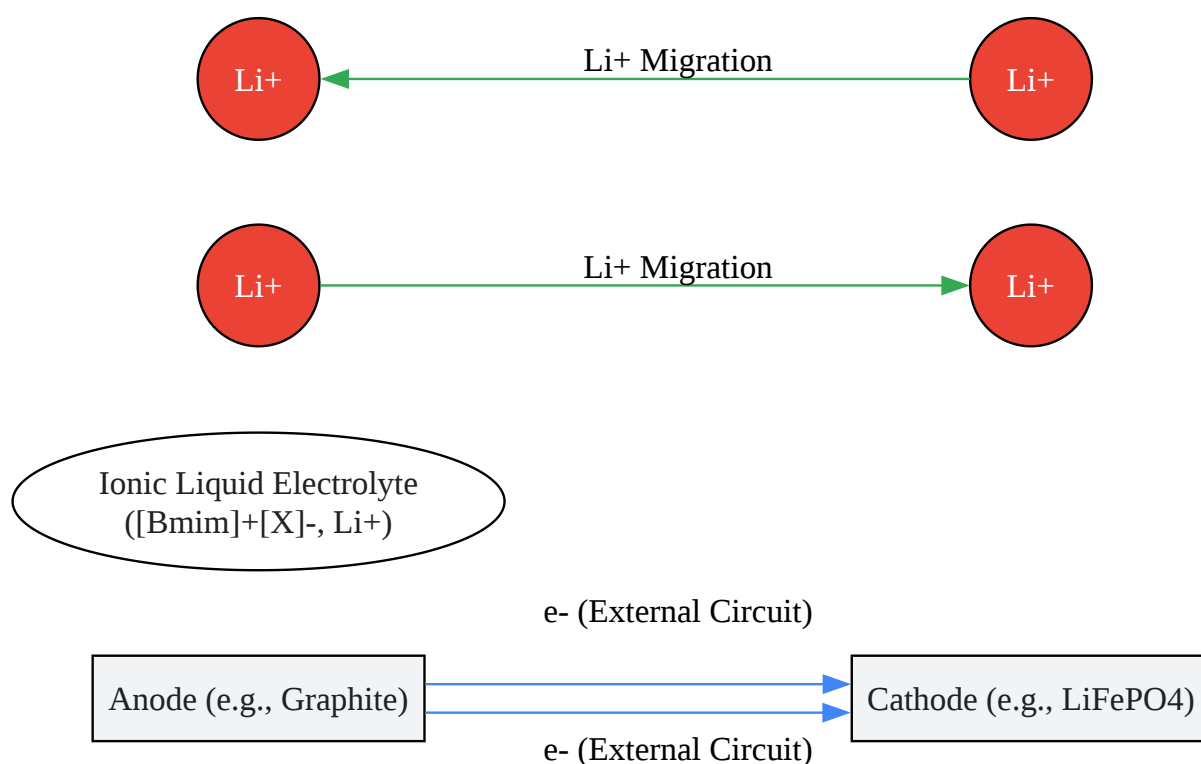 Li+
Li+ Migration
Li+
Li+
Li+ Migration
Li+
Ionic Liquid Electrolyte
([Bmim]+[X]-, Li+)
e- (External Circuit)
Anode (e.g., Graphite)
Cathode (e.g., LiFePO4)
e- (External Circuit)